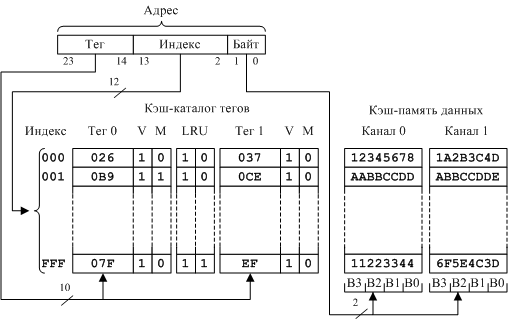 Адрес
Тег Индекс Байт
23 14 13 2 1 0
12
Кэш-каталог тегов Кэш-память данных
Индекс Тег 0 V M LRU Тег 1 V M Канал 0 Канал 1
000 026 1 0 1 0 037 1 0 12345678 1A2B3C4D
001 0B9 1 1 1 0 0CE 1 0 AABBCCDD ABBCCDDE
FFF 07F 1 0 1 1 EF 1 0 11223344 6F5E4C3D
B3 B2 B1 B0 B3 B2 B1 B0
10 2